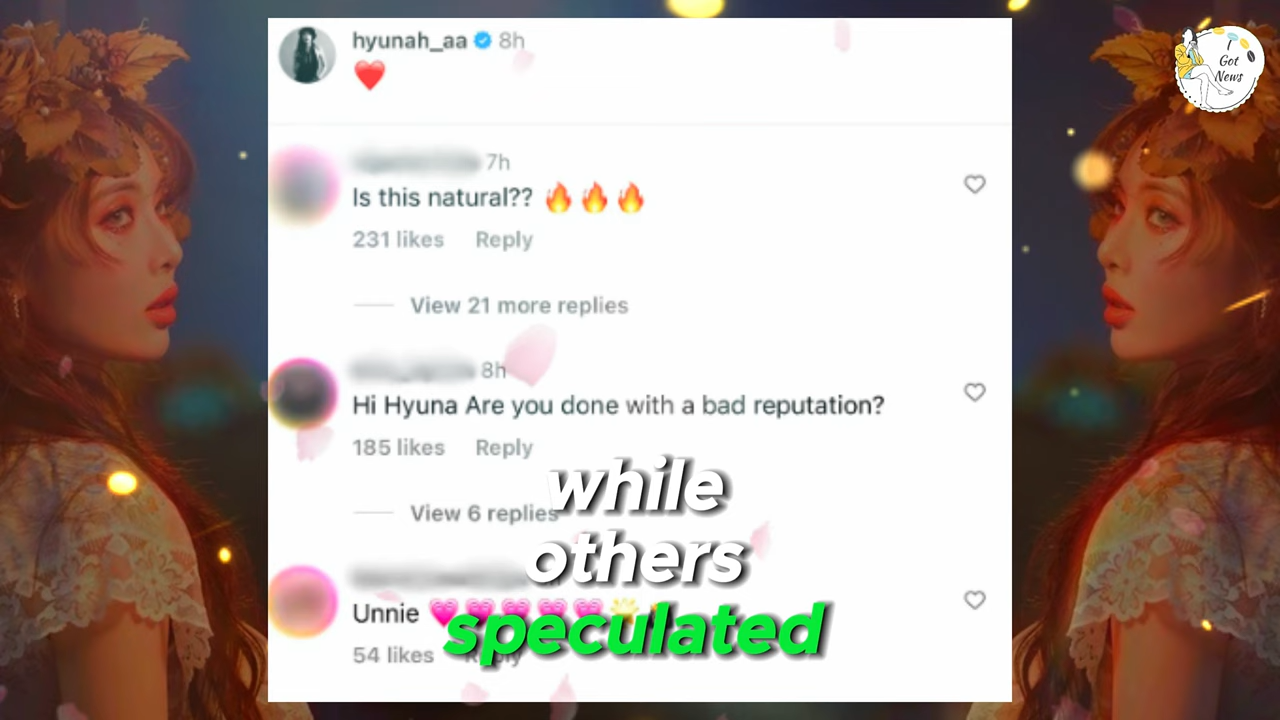 hyunah_aa 8h
❤️
7h
Is this natural?? 🔥 🔥 🔥
231 likes Reply
View 21 more replies
8h
Hi Hyuna Are you done with a bad reputation?
185 likes Reply
View 6 replies
Unnie
54 likes Reply
while
others
speculated
I
Got
News